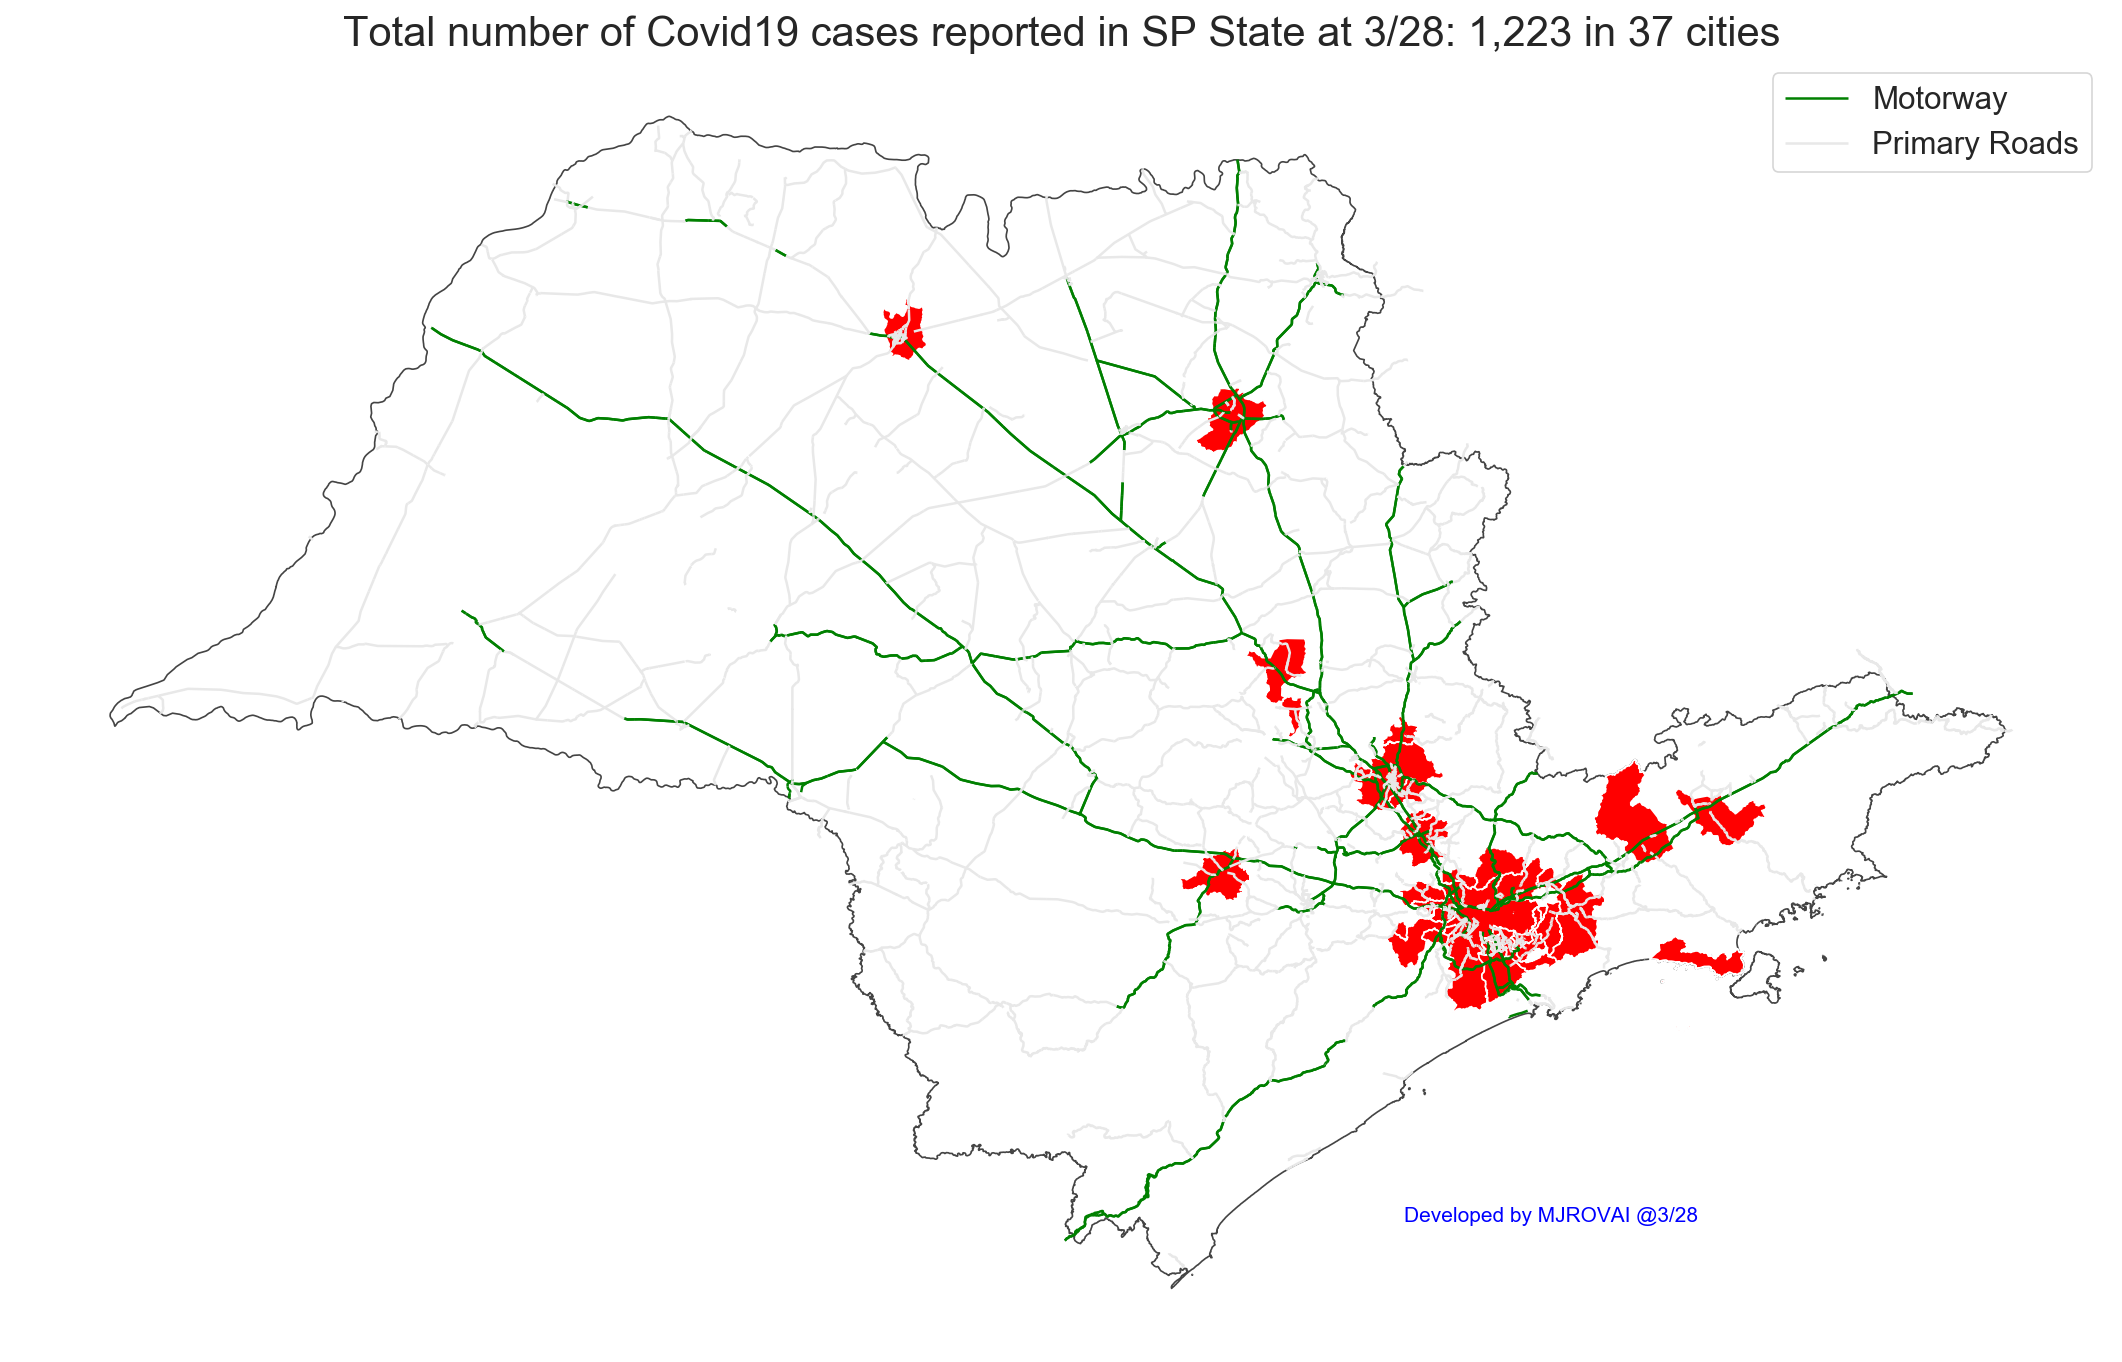 Total number of Covid19 cases reported in SP State at 3/28: 1,223 in 37 cities
Motorway
Primary Roads
Developed by MJROVAI @3/28